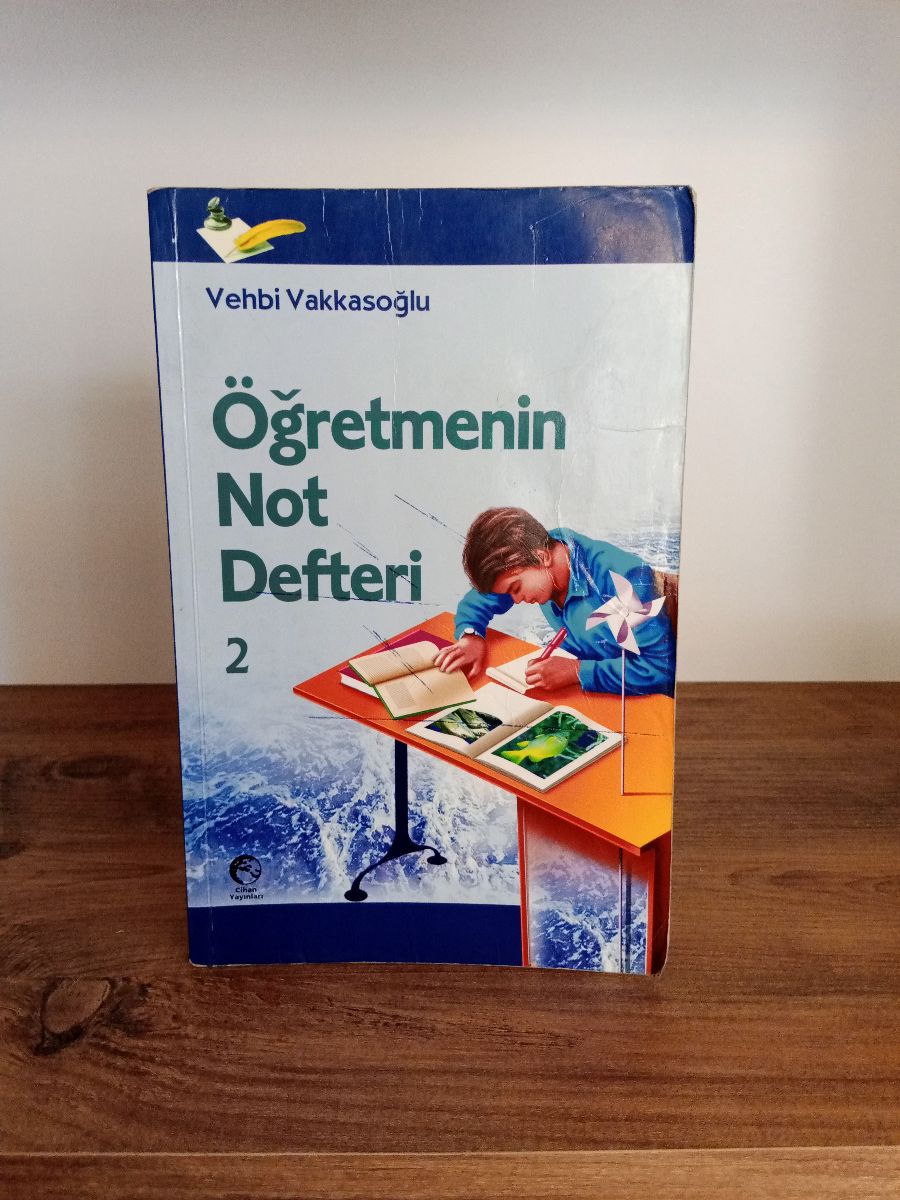 Vehbi Vakkasoğlu
Öğretmenin
Not
Defteri
2
Cihan
Yayınları